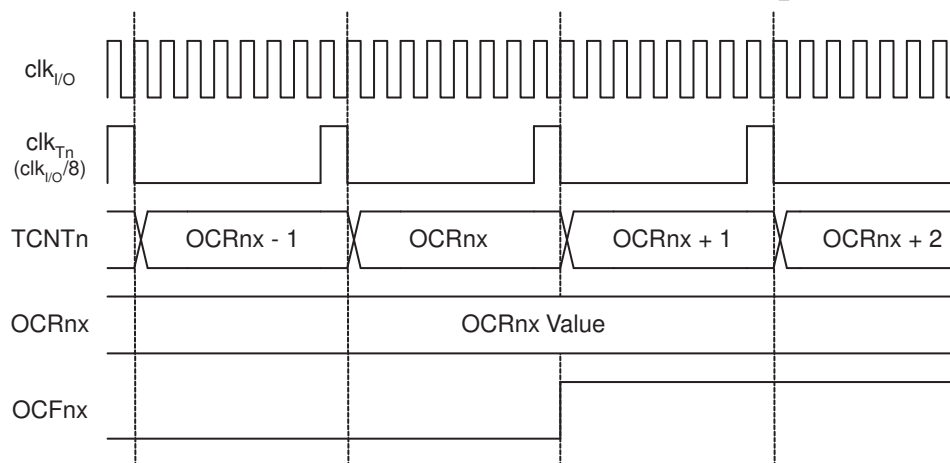 clkI/O
clkTn
(clkI/O/8)
TCNTn OCRnx - 1 OCRnx OCRnx + 1 OCRnx + 2
OCRnx OCRnx Value
OCFnx